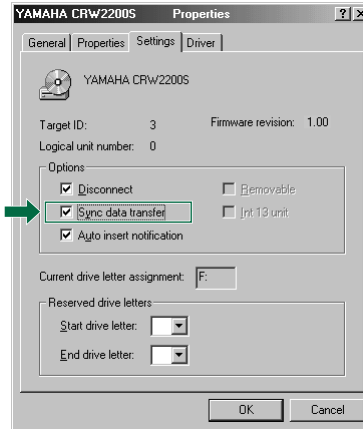 YAMAHA CRW2200S Properties
General Properties Settings Driver
YAMAHA CRW2200S
Target ID: 3 Firmware revision: 1.00
Logical unit number: 0
Options
Disconnect Removable
Sync data transfer Int 13 unit
Auto insert notification
Current drive letter assignment: F:
Reserved drive letters
Start drive letter:
End drive letter:
OK Cancel